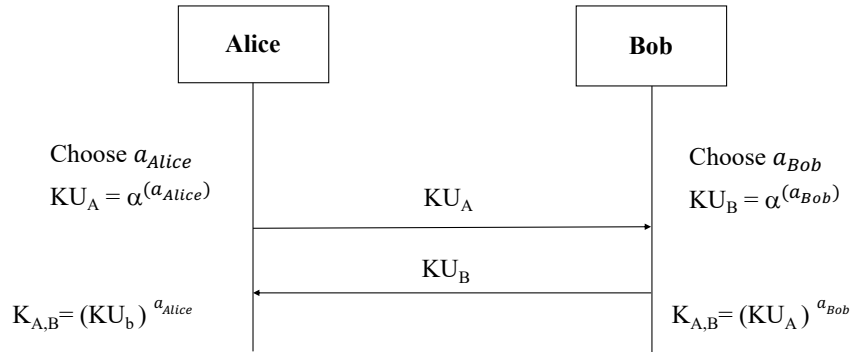 Alice
Bob
Choose a_Alice
KU_A = α^(a_Alice)
Choose a_Bob
KU_B = α^(a_Bob)
KU_A
KU_B
K_A,B= (KU_b) ^a_Alice
K_A,B= (KU_A) ^a_Bob